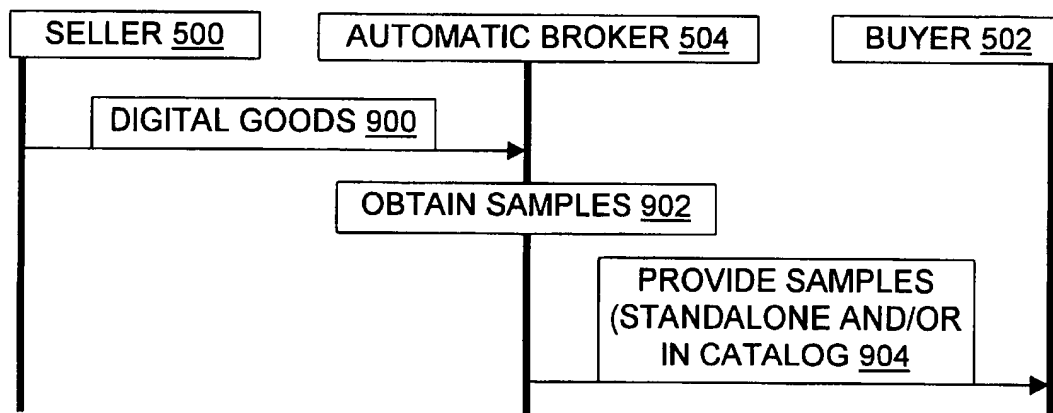 SELLER 500
AUTOMATIC BROKER 504
BUYER 502
DIGITAL GOODS 900
OBTAIN SAMPLES 902
PROVIDE SAMPLES
(STANDALONE AND/OR
IN CATALOG 904